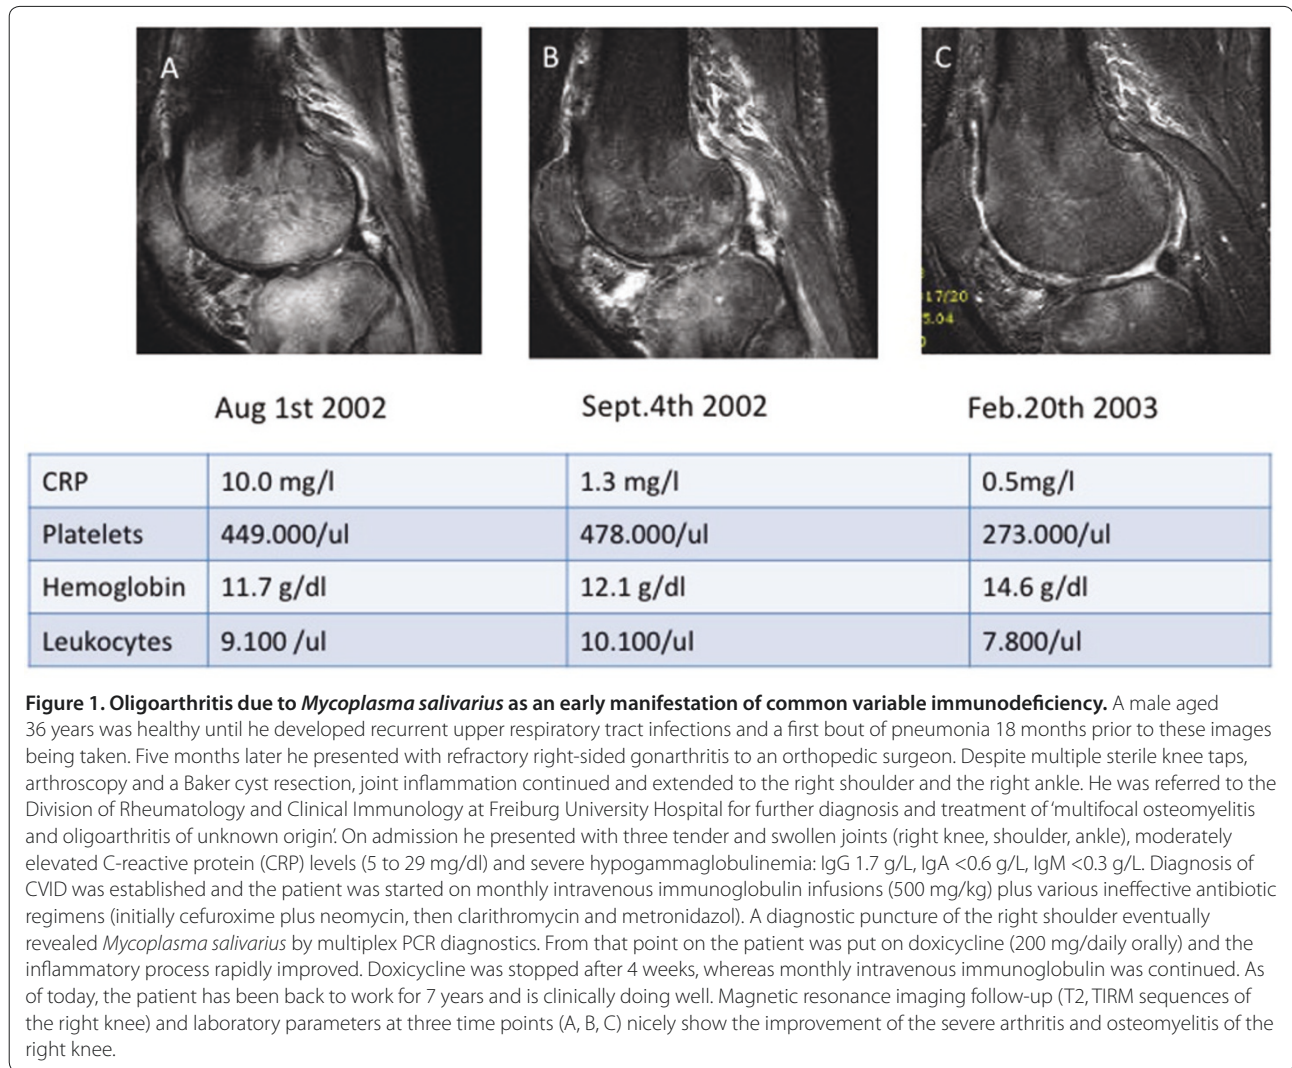 A
B
C
17/20
5.04
Aug 1st 2002
Sept.4th 2002
Feb.20th 2003
CRP 10.0 mg/l 1.3 mg/l 0.5mg/l
Platelets 449.000/ul 478.000/ul 273.000/ul
Hemoglobin 11.7 g/dl 12.1 g/dl 14.6 g/dl
Leukocytes 9.100 /ul 10.100/ul 7.800/ul
Figure 1. Oligoarthritis due to Mycoplasma salivarius as an early manifestation of common variable immunodeficiency. A male aged
36 years was healthy until he developed recurrent upper respiratory tract infections and a first bout of pneumonia 18 months prior to these images
being taken. Five months later he presented with refractory right-sided gonarthritis to an orthopedic surgeon. Despite multiple sterile knee taps,
arthroscopy and a Baker cyst resection, joint inflammation continued and extended to the right shoulder and the right ankle. He was referred to the
Division of Rheumatology and Clinical Immunology at Freiburg University Hospital for further diagnosis and treatment of 'multifocal osteomyelitis
and oligoarthritis of unknown origin'. On admission he presented with three tender and swollen joints (right knee, shoulder, ankle), moderately
elevated C-reactive protein (CRP) levels (5 to 29 mg/dl) and severe hypogammaglobulinemia: IgG 1.7 g/L, IgA <0.6 g/L, IgM <0.3 g/L. Diagnosis of
CVID was established and the patient was started on monthly intravenous immunoglobulin infusions (500 mg/kg) plus various ineffective antibiotic
regimens (initially cefuroxime plus neomycin, then clarithromycin and metronidazol). A diagnostic puncture of the right shoulder eventually
revealed Mycoplasma salivarius by multiplex PCR diagnostics. From that point on the patient was put on doxycycline (200 mg/daily orally) and the
inflammatory process rapidly improved. Doxycycline was stopped after 4 weeks, whereas monthly intravenous immunoglobulin was continued. As
of today, the patient has been back to work for 7 years and is clinically doing well. Magnetic resonance imaging follow-up (T2, TIRM sequences of
the right knee) and laboratory parameters at three time points (A, B, C) nicely show the improvement of the severe arthritis and osteomyelitis of the
right knee.